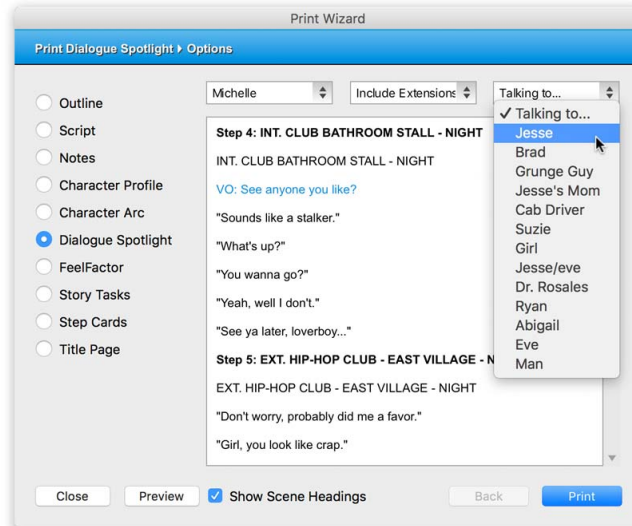 Print Wizard
Print Dialogue Spotlight ▸ Options
Outline
Script
Notes
Character Profile
Character Arc
Dialogue Spotlight
FeelFactor
Story Tasks
Step Cards
Title Page
Michelle
Include Extensions
Talking to...
✓ Talking to...
Jesse
Brad
Grunge Guy
Jesse's Mom
Cab Driver
Suzie
Girl
Jesse/eve
Dr. Rosales
Ryan
Abigail
Eve
Man
Step 4: INT. CLUB BATHROOM STALL - NIGHT
INT. CLUB BATHROOM STALL - NIGHT
VO: See anyone you like?
"Sounds like a stalker."
"What's up?"
"You wanna go?"
"Yeah, well I don't."
"See ya later, loverboy..."
Step 5: EXT. HIP-HOP CLUB - EAST VILLAGE - N
EXT. HIP-HOP CLUB - EAST VILLAGE - NIGHT
"Don't worry, probably did me a favor."
"Girl, you look like crap."
Close
Preview
Show Scene Headings
Back
Print